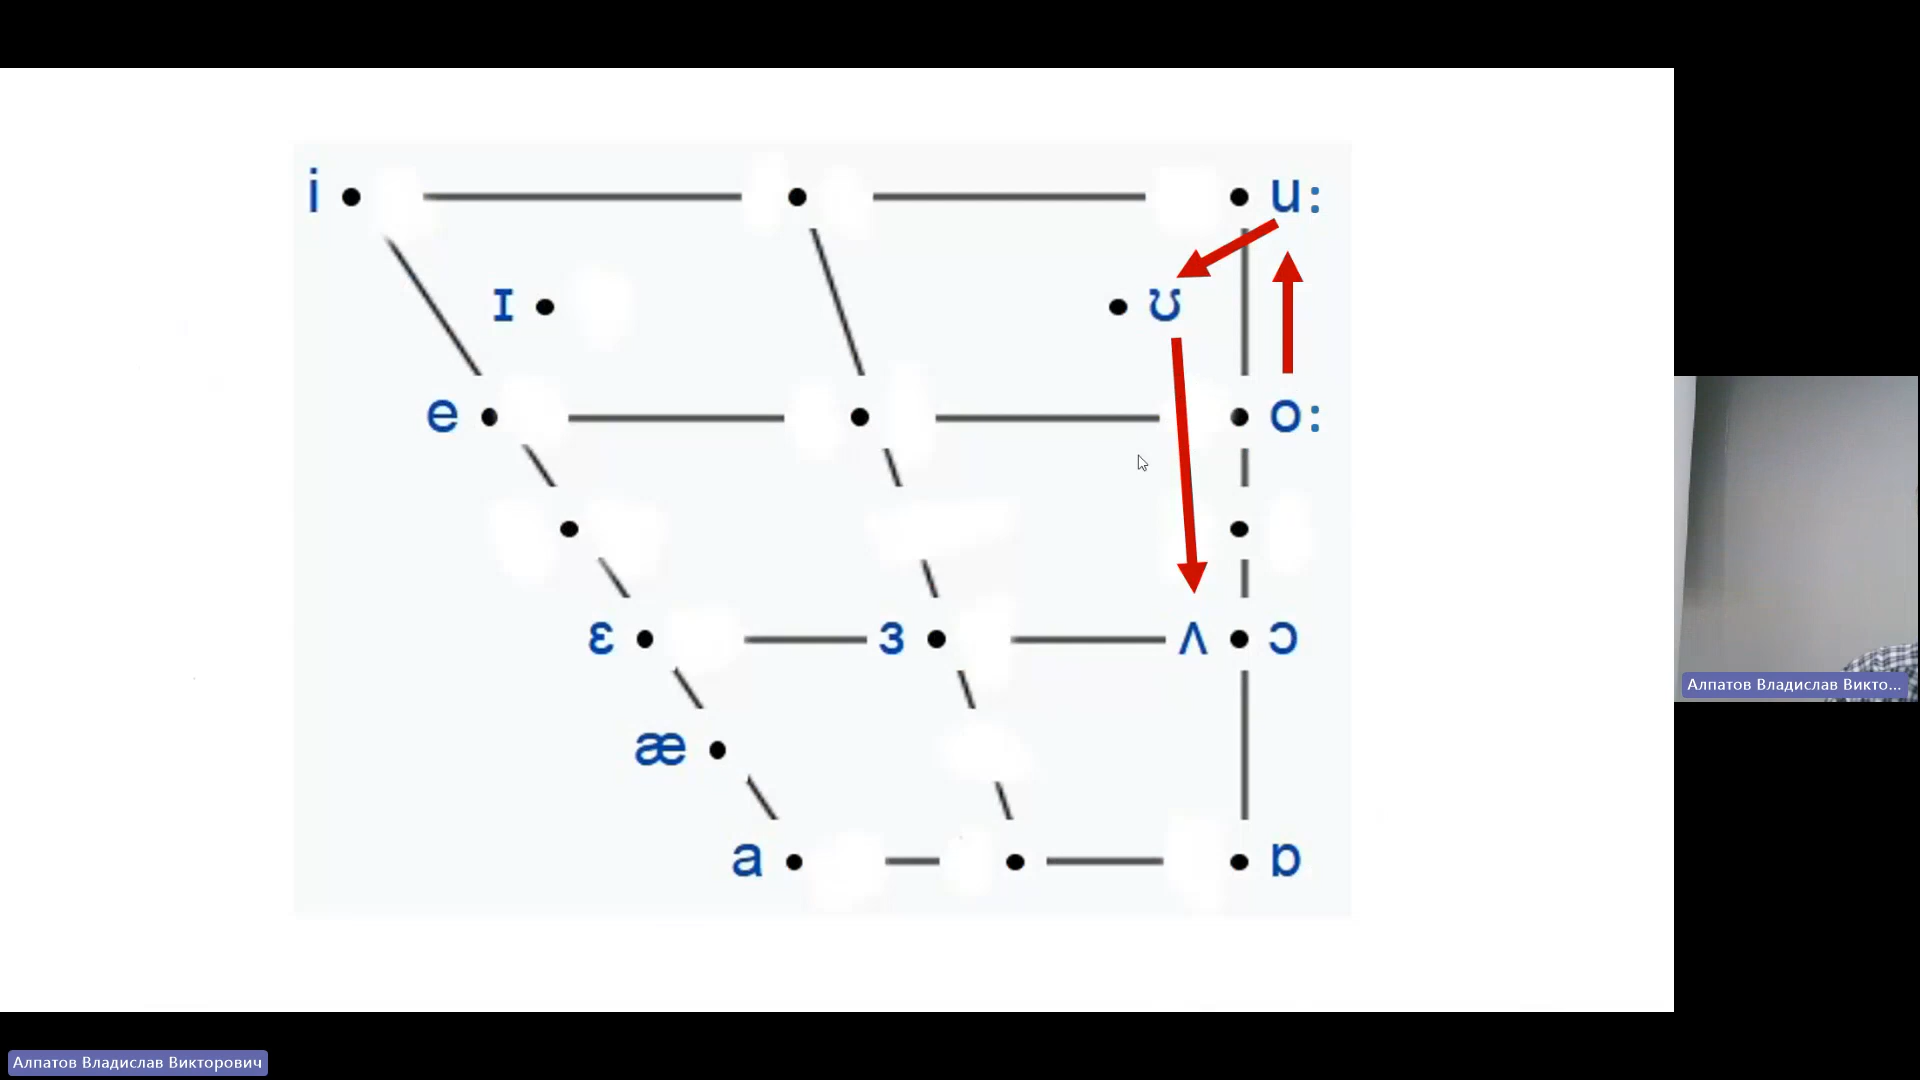 i u:
ɪ ʊ
e o:
ɛ ɜ ʌ ɔ
æ
a ɒ
Алпатов Владислав Викто...
Алпатов Владислав Викторович